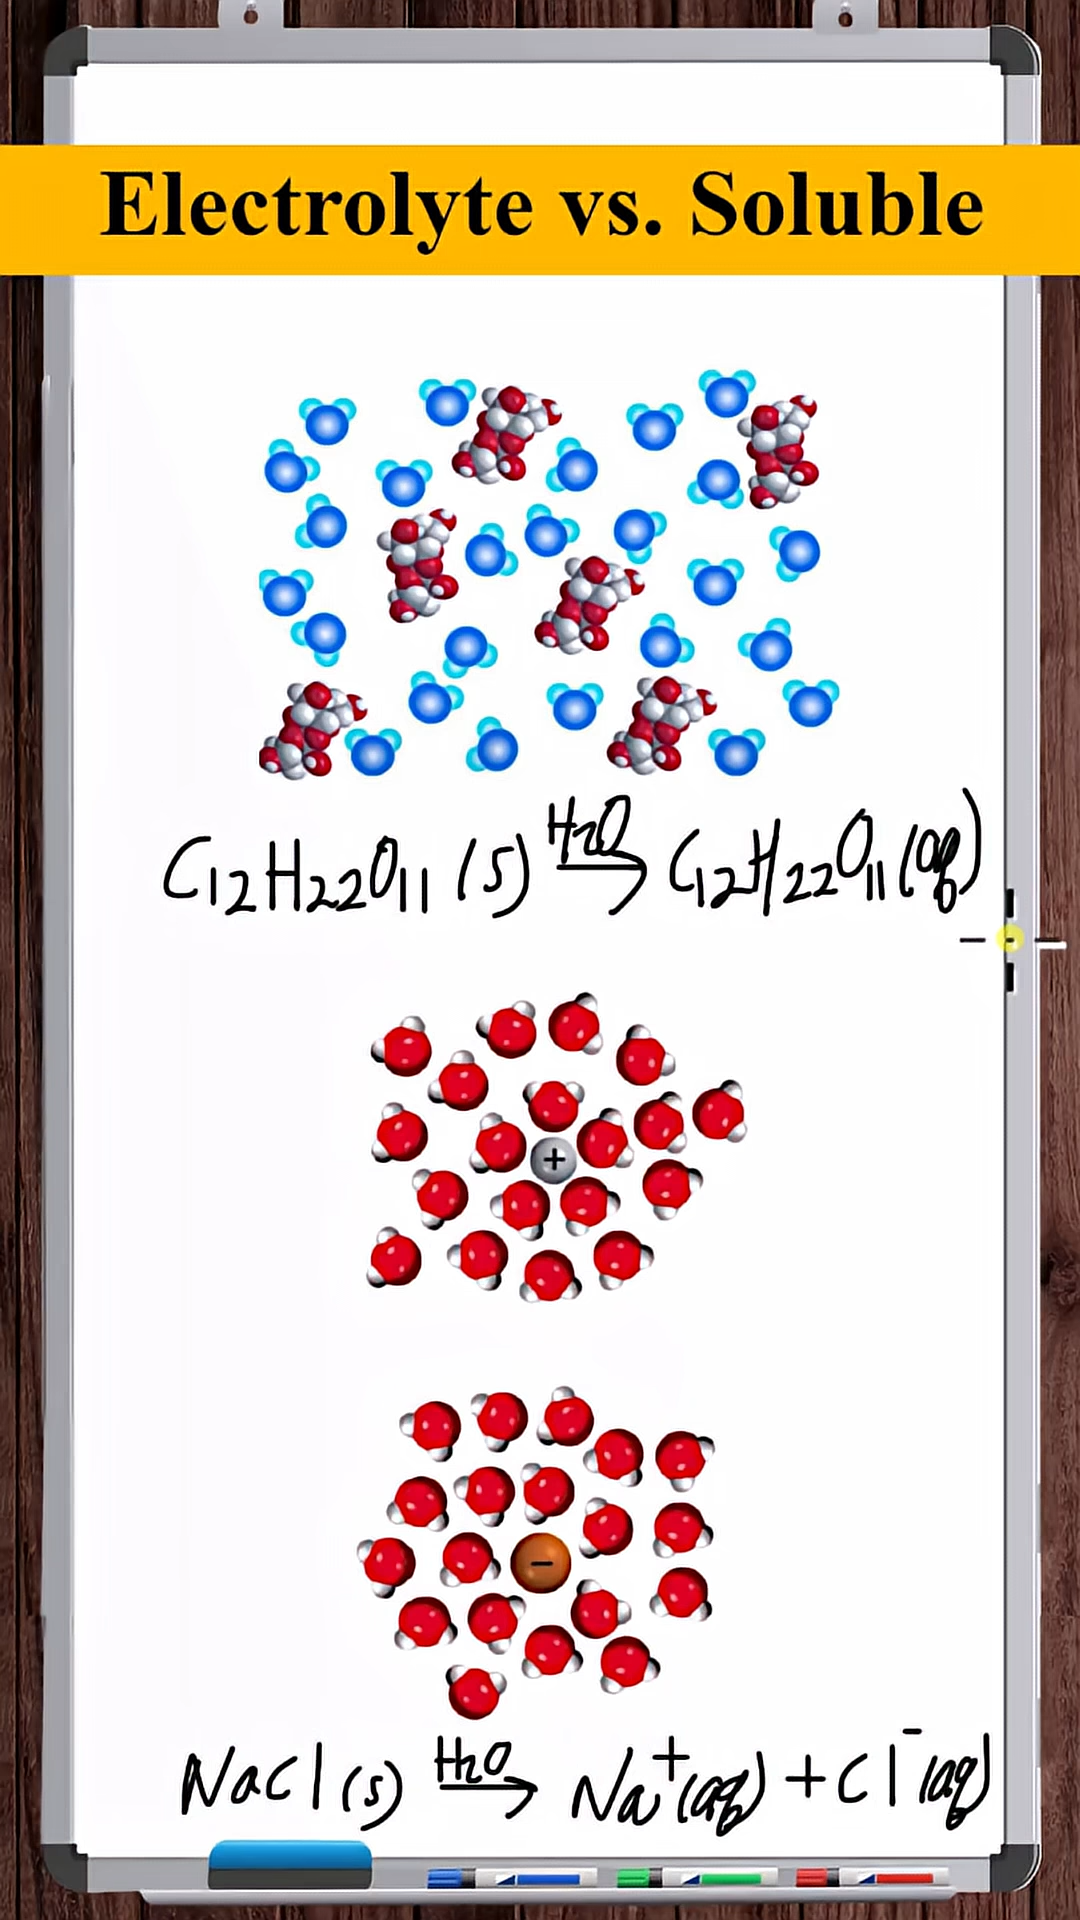 Electrolyte vs. Soluble
C₁₂H₂₂O₁₁ (s) H₂O→ C₁₂H₂₂O₁₁ (aq)
+
−
NaCl (s) H₂O→ Na⁺(aq) + Cl⁻(aq)